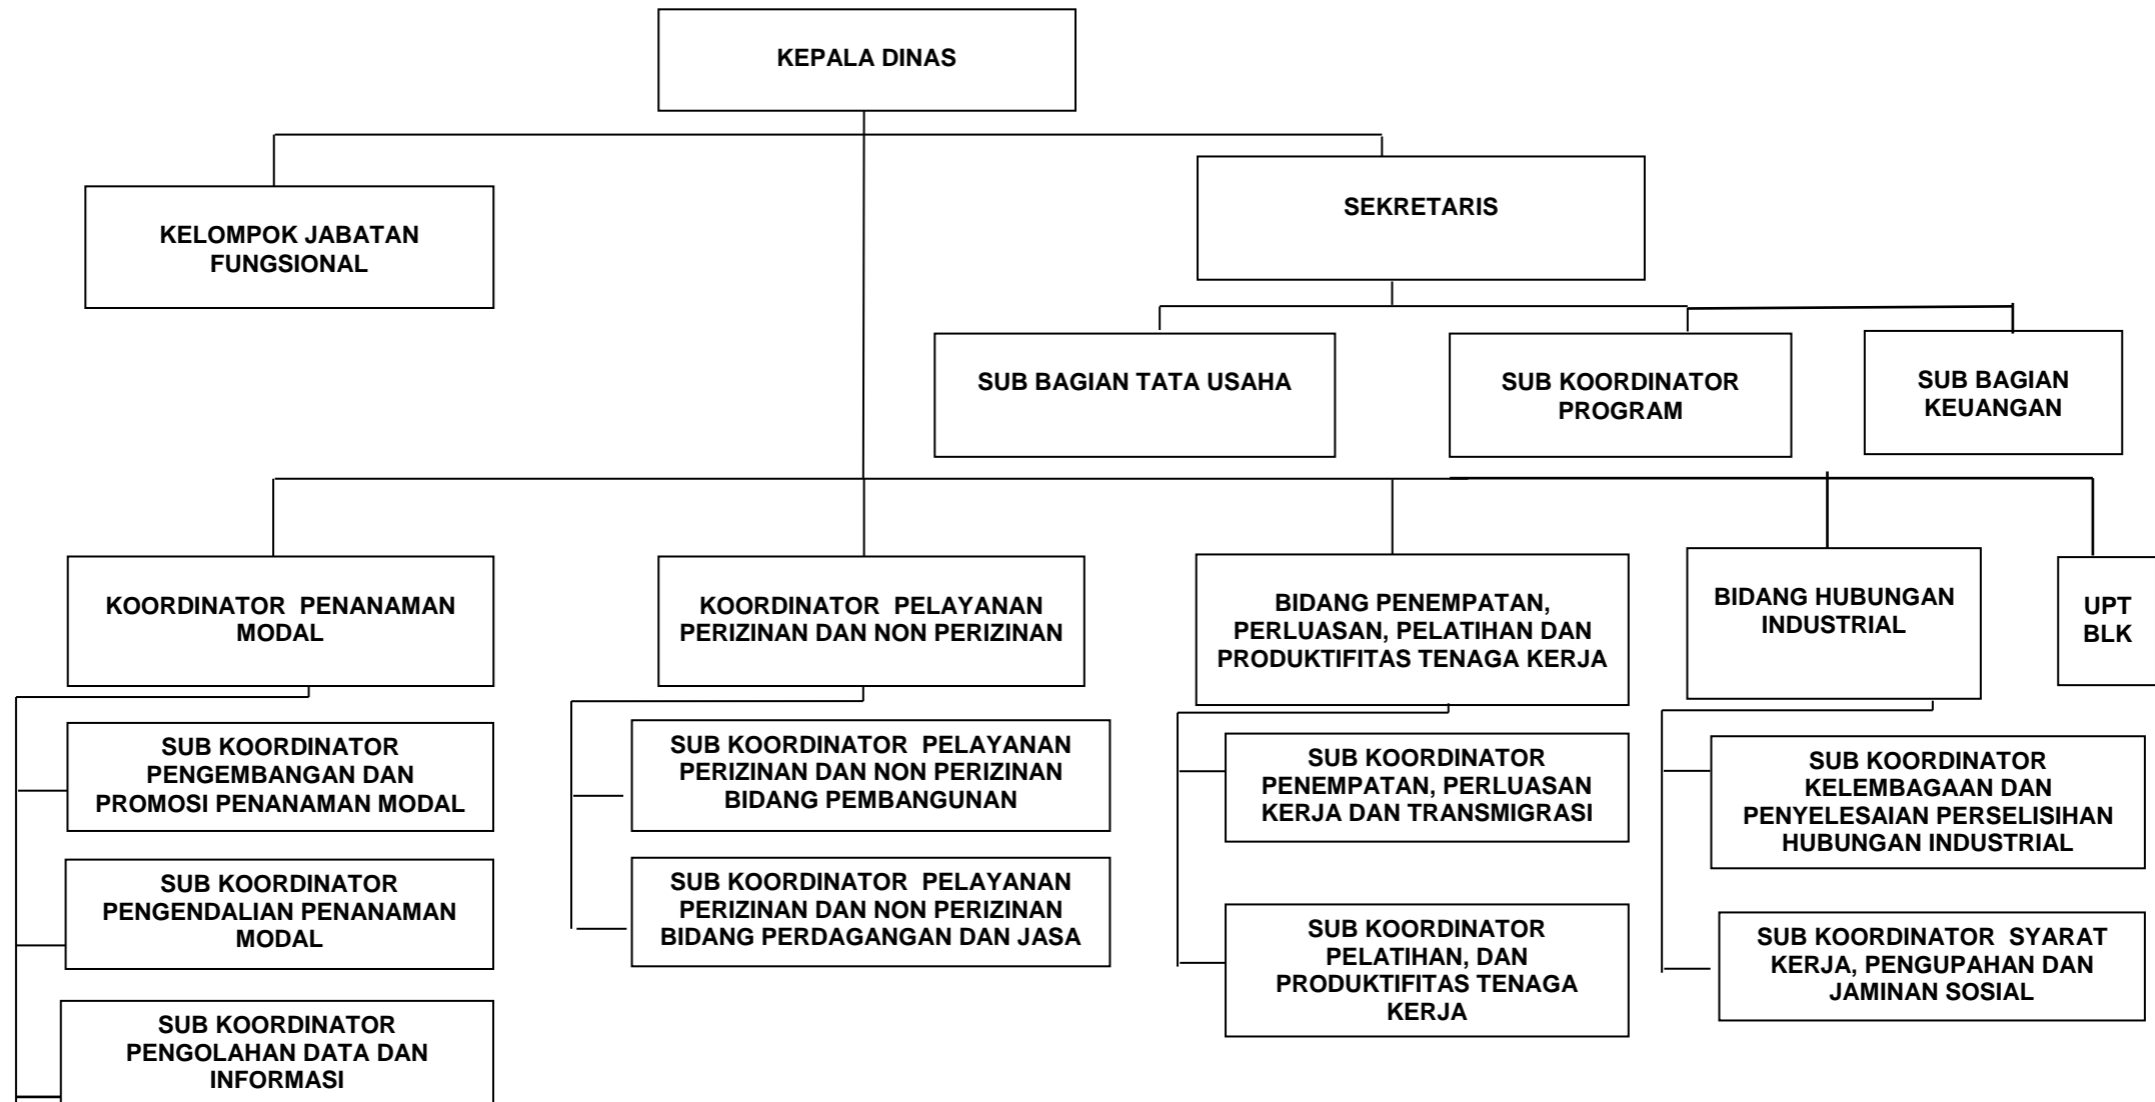 KEPALA DINAS
KELOMPOK JABATAN
FUNGSIONAL
SEKRETARIS
SUB BAGIAN TATA USAHA
SUB KOORDINATOR
PROGRAM
SUB BAGIAN
KEUANGAN
KOORDINATOR PENANAMAN
MODAL
KOORDINATOR PELAYANAN
PERIZINAN DAN NON PERIZINAN
BIDANG PENEMPATAN,
PERLUASAN, PELATIHAN DAN
PRODUKTIFITAS TENAGA KERJA
BIDANG HUBUNGAN
INDUSTRIAL
UPT
BLK
SUB KOORDINATOR
PENGEMBANGAN DAN
PROMOSI PENANAMAN MODAL
SUB KOORDINATOR
PENGENDALIAN PENANAMAN
MODAL
SUB KOORDINATOR
PENGOLAHAN DATA DAN
INFORMASI
SUB KOORDINATOR PELAYANAN
PERIZINAN DAN NON PERIZINAN
BIDANG PEMBANGUNAN
SUB KOORDINATOR PELAYANAN
PERIZINAN DAN NON PERIZINAN
BIDANG PERDAGANGAN DAN JASA
SUB KOORDINATOR
PENEMPATAN, PERLUASAN
KERJA DAN TRANSMIGRASI
SUB KOORDINATOR
PELATIHAN, DAN
PRODUKTIFITAS TENAGA
KERJA
SUB KOORDINATOR
KELEMBAGAAN DAN
PENYELESAIAN PERSELISIHAN
HUBUNGAN INDUSTRIAL
SUB KOORDINATOR SYARAT
KERJA, PENGUPAHAN DAN
JAMINAN SOSIAL